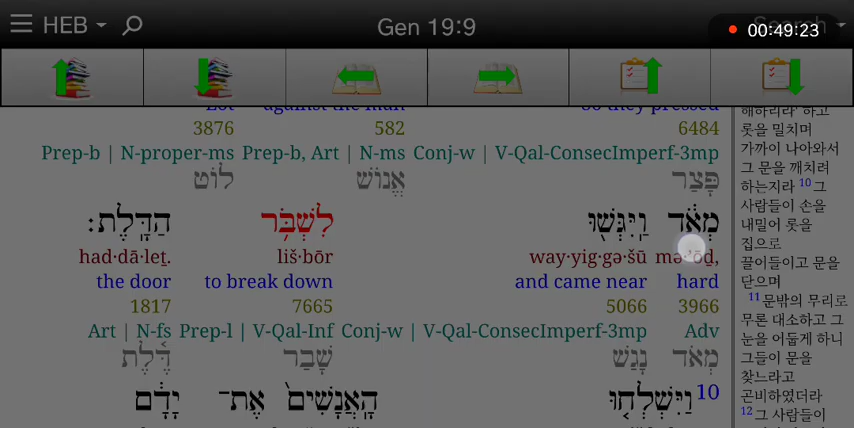 HEB
Gen 19:9
Search
00:49:23
Lot against the man So they pressed
3876 582 6484
Prep-b | N-proper-ms Prep-b, Art | N-ms Conj-w | V-Qal-ConsecImperf-3mp
פָּצַר אֱנוֹשׁ לוֹט
מְאֹ֔ד וַֽיִּגְּשׁ֖וּ לִשְׁבֹּ֥ר הַדָּֽלֶת׃
had·dā·leṯ. liš·bōr way·yig·gə·šū mə·’ōḏ,
the door to break down and came near hard
1817 7665 5066 3966
Art | N-fs Prep-l | V-Qal-Inf Conj-w | V-Qal-ConsecImperf-3mp Adv
מְאֹד נָגַשׁ שָׁבַר דֶּלֶת
10 וַיִּשְׁלְח֤וּ הָֽאֲנָשִׁים֙ אֶת־ יָדָ֔ם
해하리라' 하고
롯을 밀치며
가까이 나아와서
그 문을 깨치려
하는지라 10 그
사람들이 손을
내밀어 롯을
집으로
끌어들이고 문을
닫으며
11 문밖의 무리로
무론 대소하고 그
눈을 어둡게 하니
그들이 문을
찾느라고
곤비하였더라
12 그 사람들이